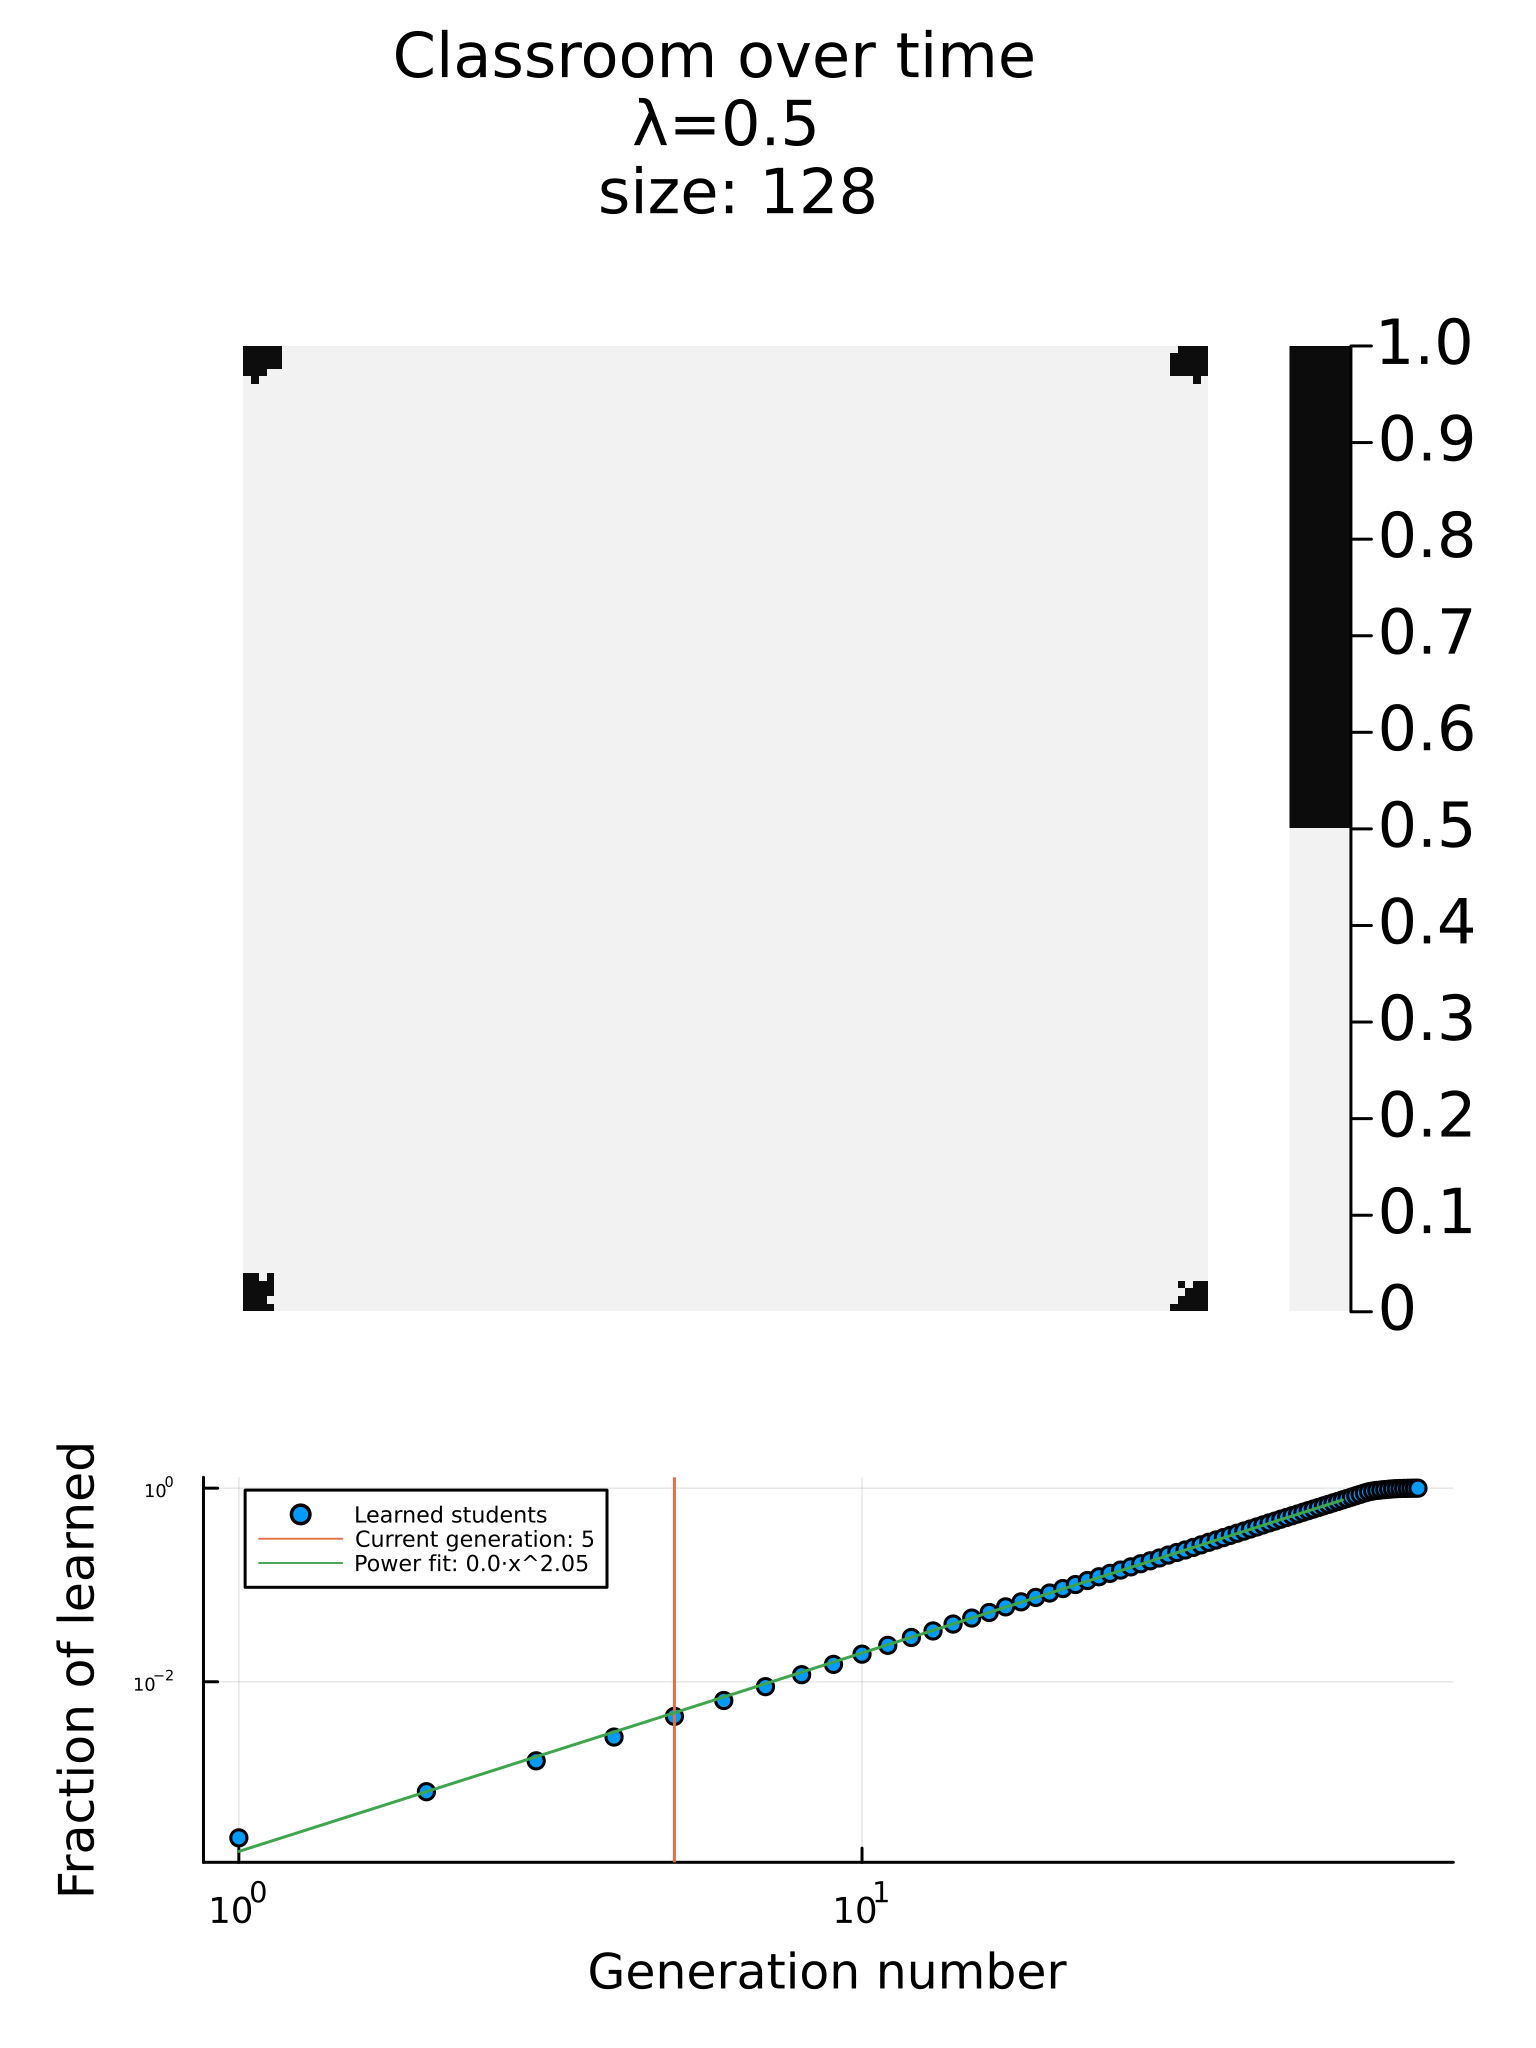 Classroom over time
λ=0.5
size: 128
1.0
0.9
0.8
0.7
0.6
0.5
0.4
0.3
0.2
0.1
0
Fraction of learned
10^0
10^−2
Learned students
Current generation: 5
Power fit: 0.0·x^2.05
10^0
10^1
Generation number